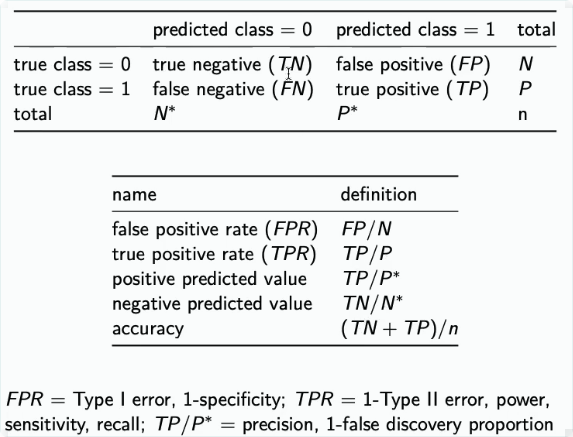 predicted class = 0 predicted class = 1 total
true class = 0 true negative (TN) false positive (FP) N
true class = 1 false negative (FN) true positive (TP) P
total N* P* n
name definition
false positive rate (FPR) FP/N
true positive rate (TPR) TP/P
positive predicted value TP/P*
negative predicted value TN/N*
accuracy (TN + TP)/n
FPR = Type I error, 1-specificity; TPR = 1-Type II error, power,
sensitivity, recall; TP/P* = precision, 1-false discovery proportion